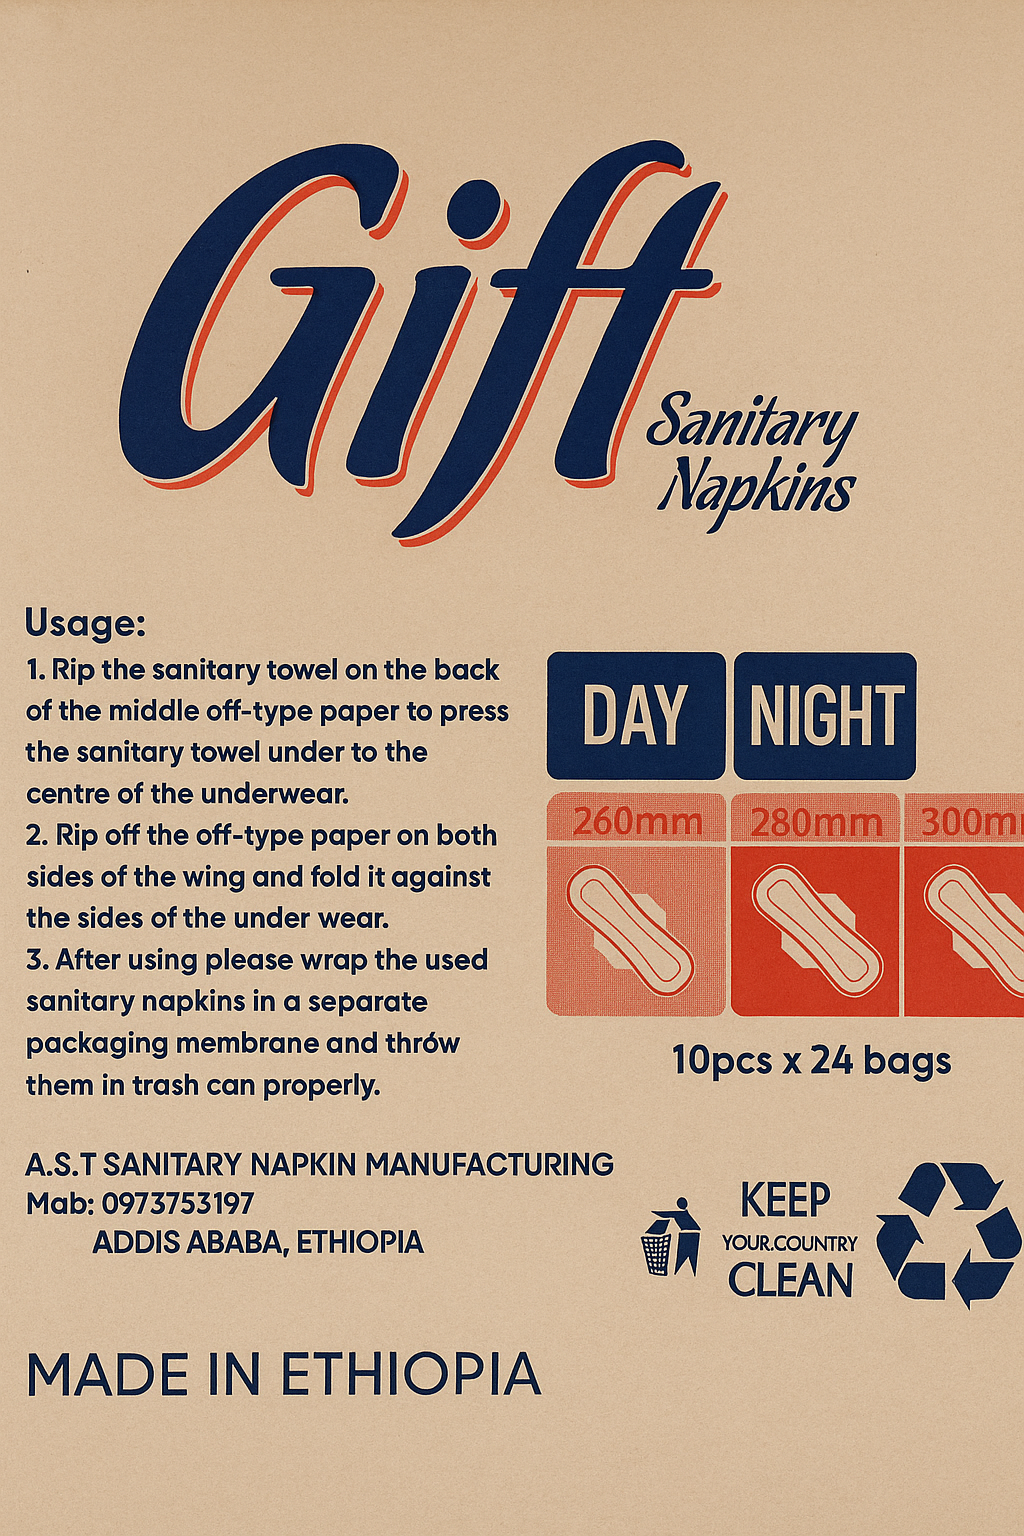 Gift
Sanitary
Napkins
Usage:
1. Rip the sanitary towel on the back
of the middle off-type paper to press
the sanitary towel under to the
centre of the underwear.
2. Rip off the off-type paper on both
sides of the wing and fold it against
the sides of the under wear.
3. After using please wrap the used
sanitary napkins in a separate
packaging membrane and thrów
them in trash can properly.
DAY
NIGHT
260mm
280mm
300m
10pcs x 24 bags
A.S.T SANITARY NAPKIN MANUFACTURING
Mab: 0973753197
ADDIS ABABA, ETHIOPIA
KEEP
YOUR.COUNTRY
CLEAN
MADE IN ETHIOPIA